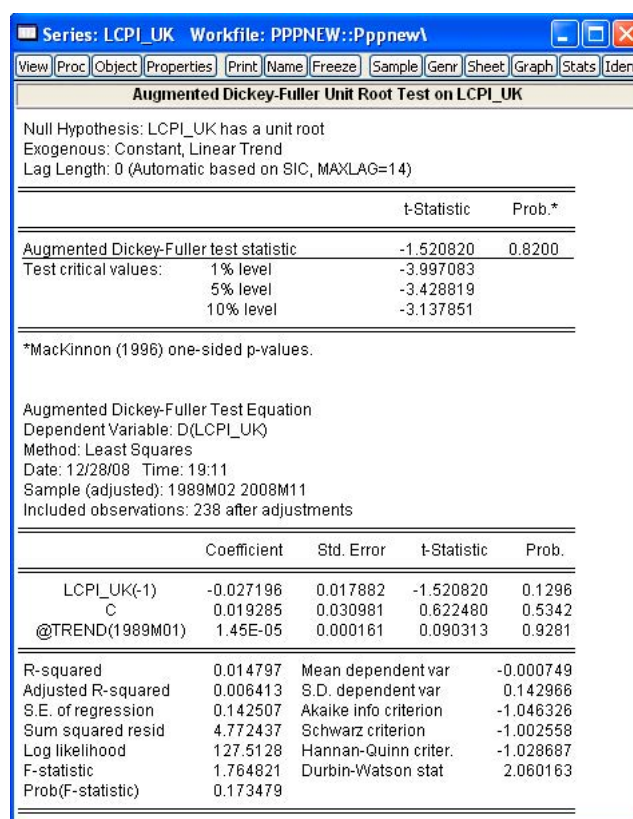 Series: LCPI_UK Workfile: PPPNEW::Pppnew\
View Proc Object Properties Print Name Freeze Sample Genr Sheet Graph Stats Iden
Augmented Dickey-Fuller Unit Root Test on LCPI_UK
Null Hypothesis: LCPI_UK has a unit root
Exogenous: Constant, Linear Trend
Lag Length: 0 (Automatic based on SIC, MAXLAG=14)
t-Statistic Prob.*
Augmented Dickey-Fuller test statistic -1.520820 0.8200
Test critical values: 1% level -3.997083
5% level -3.428819
10% level -3.137851
*MacKinnon (1996) one-sided p-values.
Augmented Dickey-Fuller Test Equation
Dependent Variable: D(LCPI_UK)
Method: Least Squares
Date: 12/28/08 Time: 19:11
Sample (adjusted): 1989M02 2008M11
Included observations: 238 after adjustments
Coefficient Std. Error t-Statistic Prob.
LCPI_UK(-1) -0.027196 0.017882 -1.520820 0.1296
C 0.019285 0.030981 0.622480 0.5342
@TREND(1989M01) 1.45E-05 0.000161 0.090313 0.9281
R-squared 0.014797 Mean dependent var -0.000749
Adjusted R-squared 0.006413 S.D. dependent var 0.142966
S.E. of regression 0.142507 Akaike info criterion -1.046326
Sum squared resid 4.772437 Schwarz criterion -1.002558
Log likelihood 127.5128 Hannan-Quinn criter. -1.028687
F-statistic 1.764821 Durbin-Watson stat 2.060163
Prob(F-statistic) 0.173479